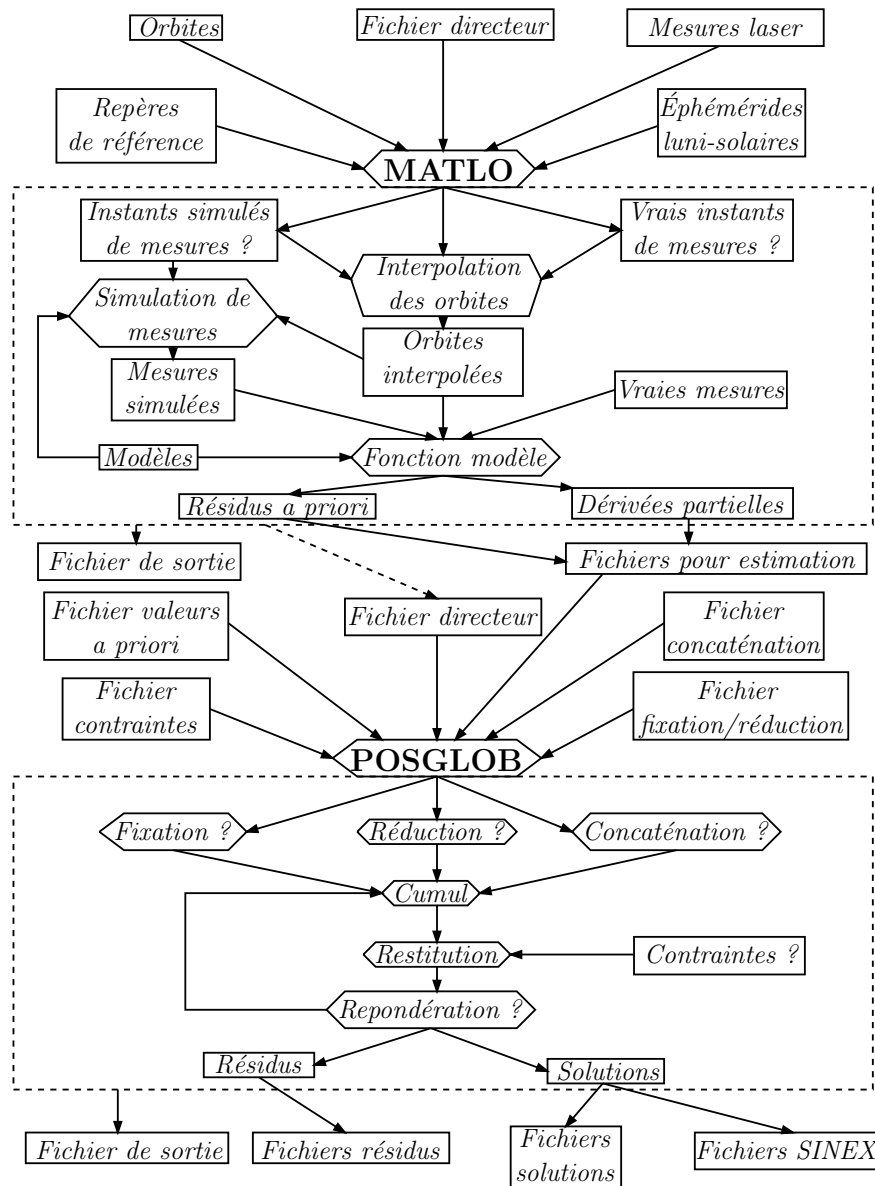 Orbites
Fichier directeur
Mesures laser
Repères
de référence
Éphémérides
luni-solaires
MATLO
Instants simulés
de mesures ?
Vrais instants
de mesures ?
Interpolation
des orbites
Simulation de
mesures
Orbites
interpolées
Mesures
simulées
Vraies mesures
Modèles
Fonction modèle
Résidus a priori
Dérivées partielles
Fichier de sortie
Fichiers pour estimation
Fichier valeurs
a priori
Fichier directeur
Fichier
concaténation
Fichier
contraintes
Fichier
fixation/réduction
POSGLOB
Fixation ?
Réduction ?
Concaténation ?
Cumul
Restitution
Contraintes ?
Repondération ?
Résidus
Solutions
Fichier de sortie
Fichiers résidus
Fichiers
solutions
Fichiers SINEX